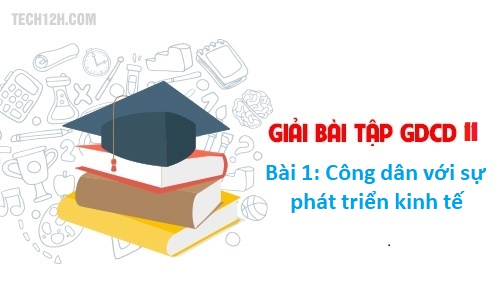 TECH12H.COM
GIẢI BÀI TẬP GDCD 11
Bài 1: Công dân với sự
phát triển kinh tế
.